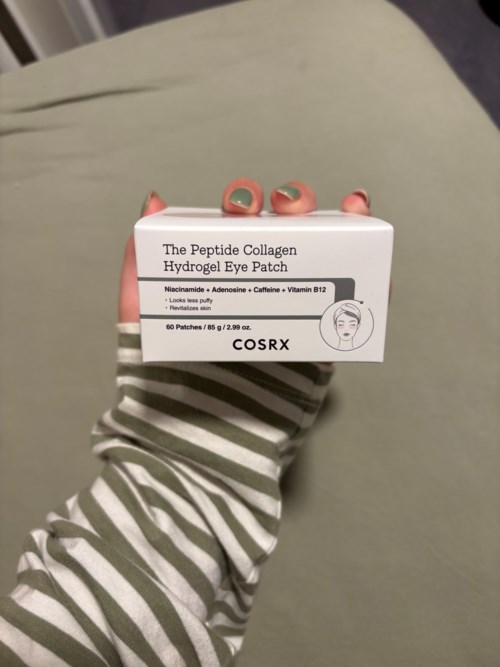 The Peptide Collagen
Hydrogel Eye Patch
Niacinamide + Adenosine + Caffeine + Vitamin B12
• Looks less puffy
• Revitalizes skin
60 Patches / 85 g / 2.99 oz.
COSRX